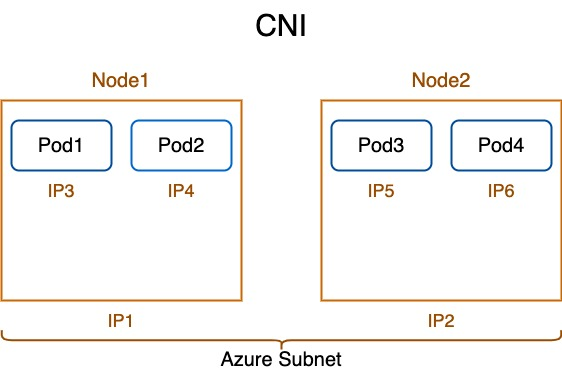 CNI
Node1 Node2
Pod1 Pod2 Pod3 Pod4
IP3 IP4 IP5 IP6
IP1 IP2
Azure Subnet